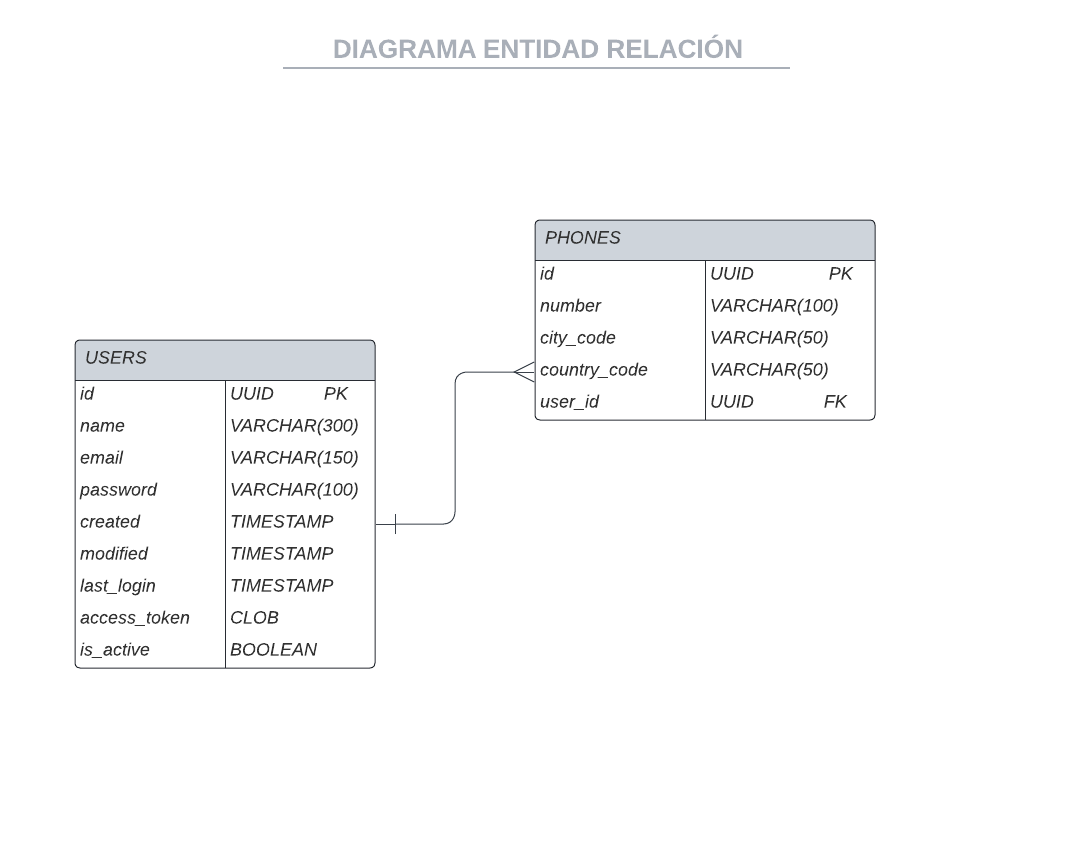 DIAGRAMA ENTIDAD RELACIÓN
PHONES
id UUID PK
number VARCHAR(100)
city_code VARCHAR(50)
country_code VARCHAR(50)
user_id UUID FK
USERS
id UUID PK
name VARCHAR(300)
email VARCHAR(150)
password VARCHAR(100)
created TIMESTAMP
modified TIMESTAMP
last_login TIMESTAMP
access_token CLOB
is_active BOOLEAN